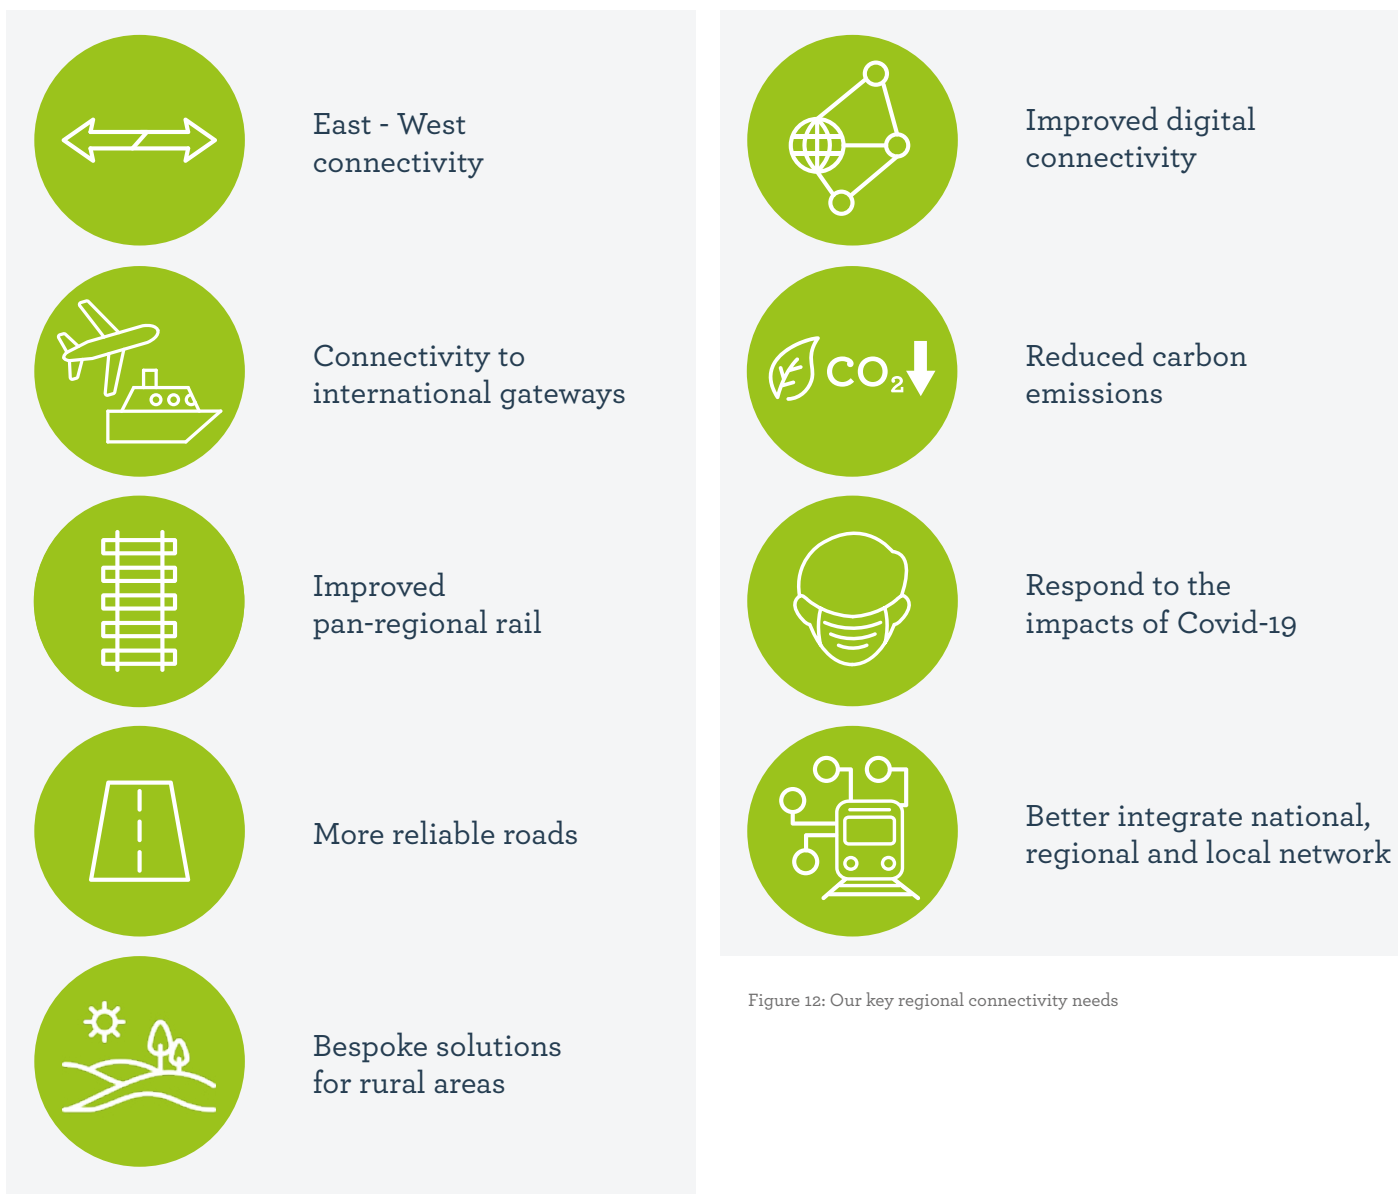 East - West
connectivity
Connectivity to
international gateways
Improved
pan-regional rail
More reliable roads
Bespoke solutions
for rural areas
Improved digital
connectivity
CO₂
Reduced carbon
emissions
Respond to the
impacts of Covid-19
Better integrate national,
regional and local network
Figure 12: Our key regional connectivity needs